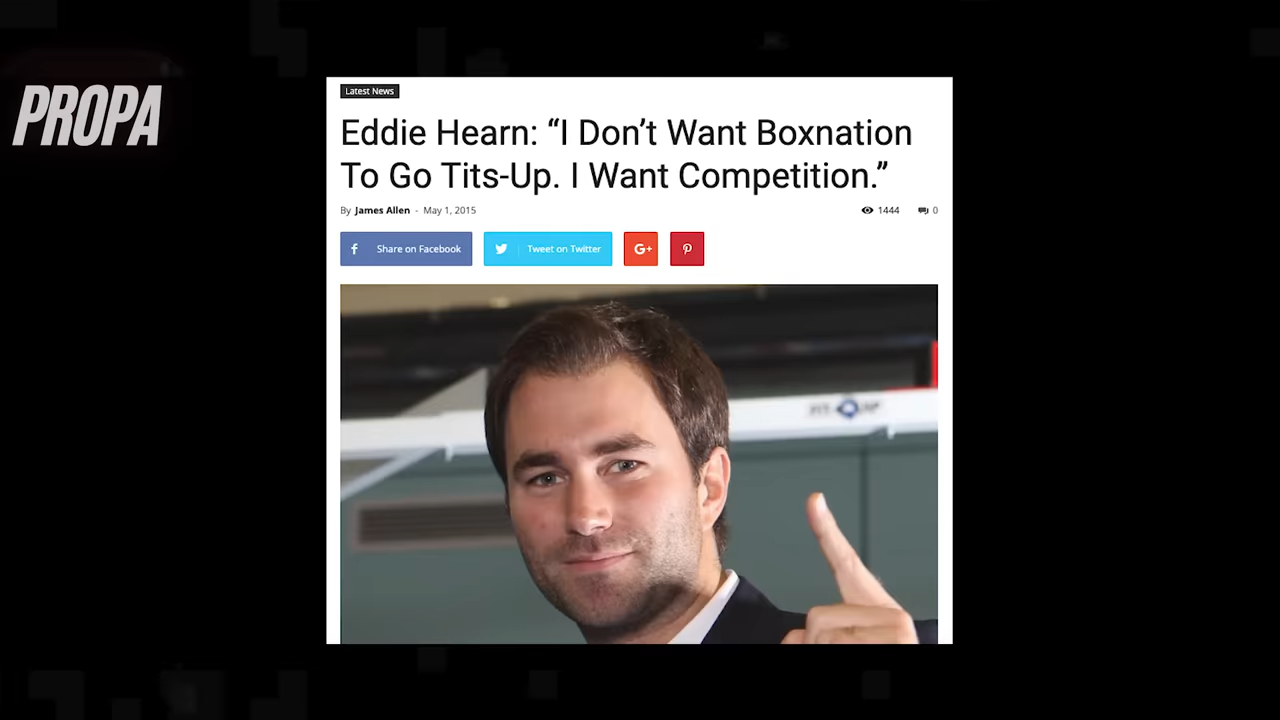 PROPA
Latest News
Eddie Hearn: “I Don’t Want Boxnation
To Go Tits-Up. I Want Competition.”
By James Allen - May 1, 2015
1444
0
Share on Facebook
Tweet on Twitter
G+